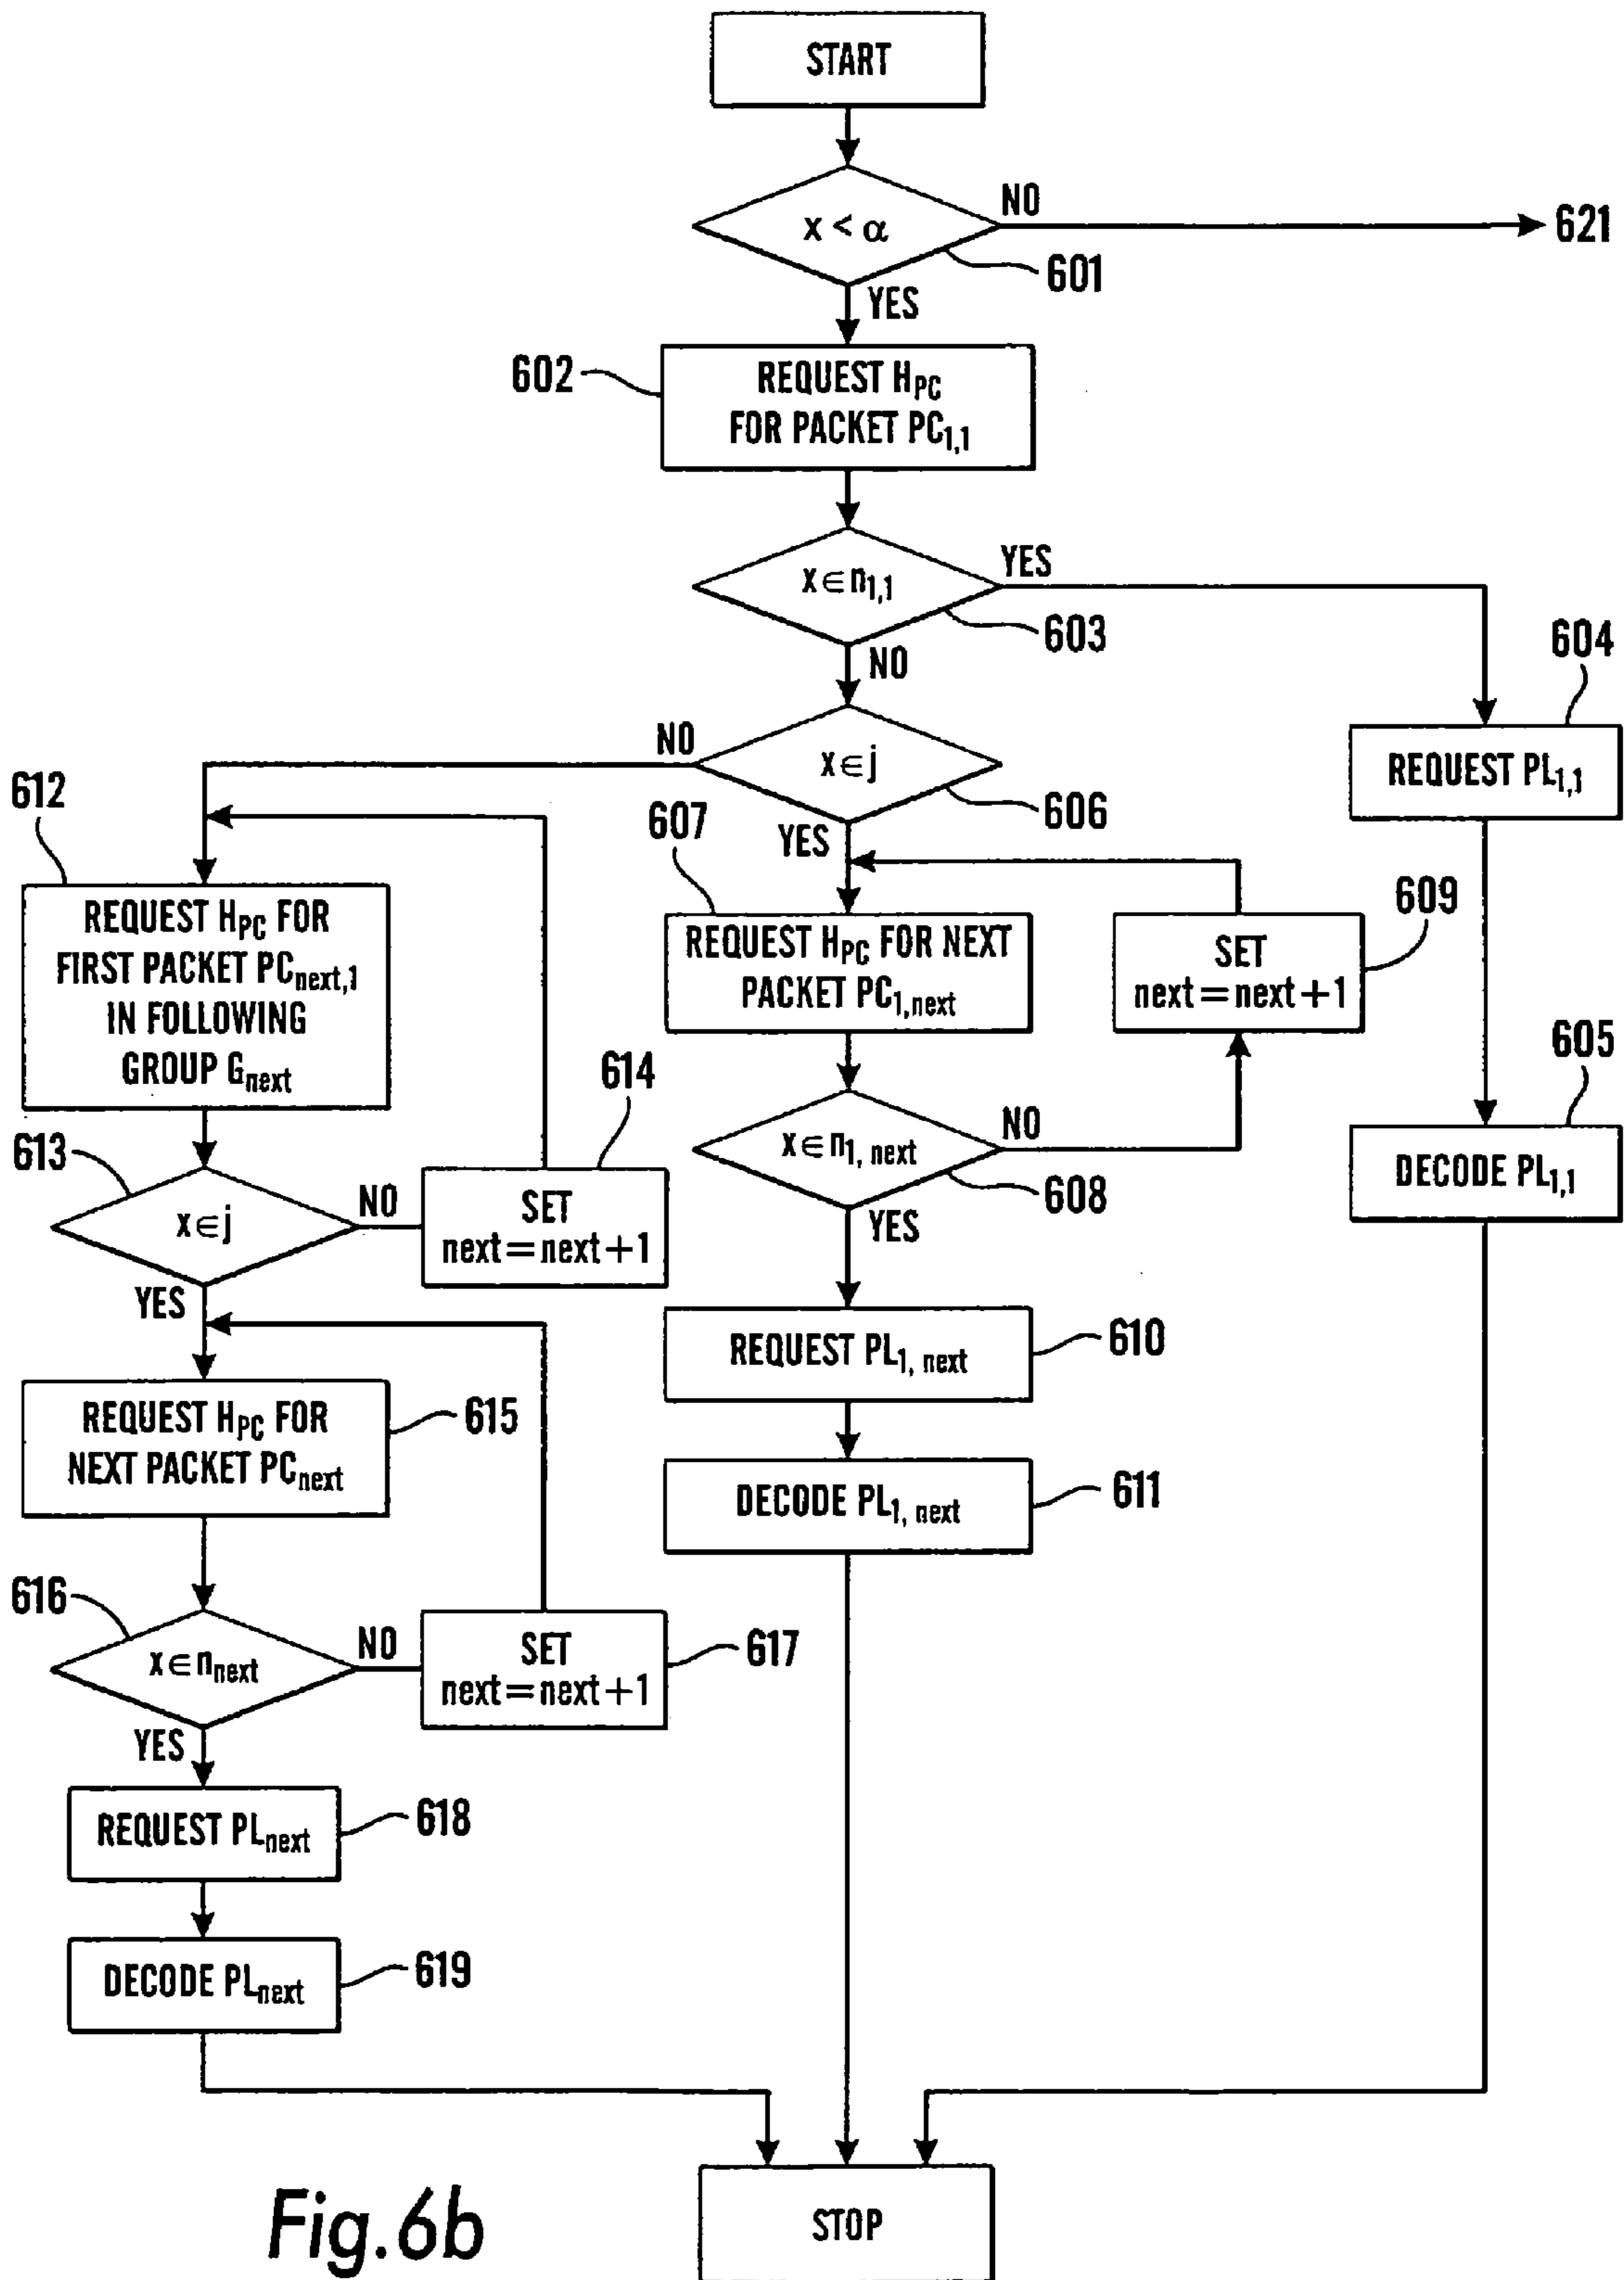 START
x < α
NO
621
601
YES
602
REQUEST HPC
FOR PACKET PC1,1
x∈n1,1
YES
603
NO
604
x∈j
NO
606
YES
REQUEST PL1,1
612
607
609
REQUEST HPC FOR
FIRST PACKET PCnext,1
IN FOLLOWING
GROUP Gnext
REQUEST HPC FOR NEXT
PACKET PC1,next
SET
next=next+1
614
605
613
x∈j
NO
SET
next=next+1
x∈n1, next
NO
608
DECODE PL1,1
YES
YES
REQUEST PL1, next
610
REQUEST HPC FOR
NEXT PACKET PCnext
615
DECODE PL1, next
611
616
x∈nnext
NO
SET
next=next+1
617
YES
REQUEST PLnext
618
DECODE PLnext
619
STOP
Fig.6b